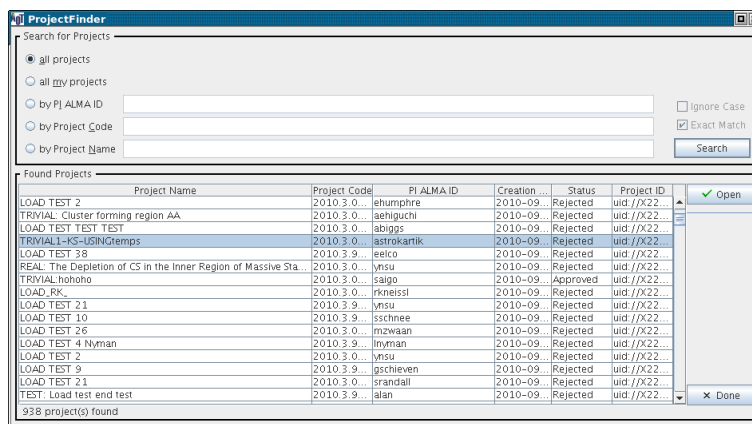 ProjectFinder
Search for Projects
all projects
all my projects
by PI ALMA ID
Ignore Case
by Project Code
Exact Match
by Project Name
Search
Found Projects
Project Name Project Code PI ALMA ID Creation ... Status Project ID
Open
LOAD TEST 2 2010.3.0... ehumphre 2010-09... Rejected uid://X22...
TRIVIAL: Cluster forming region AA 2010.3.0... aehiguchi 2010-09... Rejected uid://X22...
LOAD TEST TEST TEST 2010.3.0... abiggs 2010-09... Rejected uid://X22...
TRIVIAL1-KS-USINGtemps 2010.3.0... astrokartik 2010-09... Rejected uid://X22...
LOAD TEST 38 2010.3.9... eelco 2010-09... Rejected uid://X22...
REAL: The Depletion of CS in the Inner Region of Massive Sta... 2010.3.0... ynsu 2010-09... Rejected uid://X22...
TRIVIAL:hohoho 2010.3.0... saigo 2010-09... Approved uid://X22...
LOAD_RK_ 2010.3.0... rkneissl 2010-09... Rejected uid://X22...
LOAD TEST 21 2010.3.9... ynsu 2010-09... Rejected uid://X22...
LOAD TEST 10 2010.3.9... sschnee 2010-09... Rejected uid://X22...
LOAD TEST 26 2010.3.0... mzwaan 2010-09... Rejected uid://X22...
LOAD TEST 4 Nyman 2010.3.9... lnyman 2010-09... Rejected uid://X22...
LOAD TEST 2 2010.3.9... ynsu 2010-09... Rejected uid://X22...
LOAD TEST 9 2010.3.9... gschieven 2010-09... Rejected uid://X22...
LOAD TEST 21 2010.3.0... srandall 2010-09... Rejected uid://X22...
TEST: Load test end test 2010.3.9... alan 2010-09... Rejected uid://X22...
Done
938 project(s) found